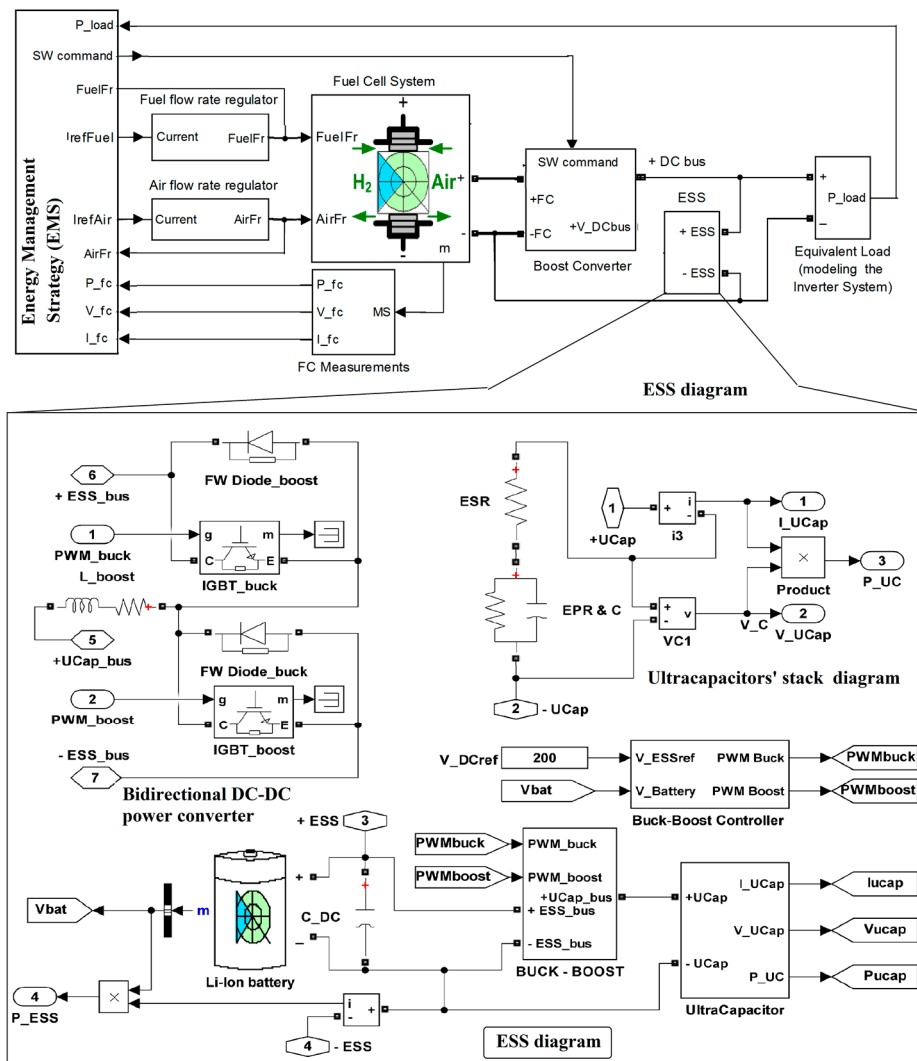 P_load
SW command
FuelFr
IrefFuel
IrefAir
AirFr
P_fc
V_fc
I_fc
Energy Management
Strategy (EMS)
Fuel flow rate regulator
Current
FuelFr
Air flow rate regulator
Current
AirFr
Fuel Cell System
+
FuelFr
H2
Air
+
AirFr
-
-
m
P_fc
V_fc
MS
I_fc
FC Measurements
SW command
+FC
-FC
+V_DCbus
Boost Converter
+ DC bus
ESS
+ ESS
- ESS
+
P_load
−
Equivalent Load
(modeling the
Inverter System)
ESS diagram
6
+ ESS_bus
FW Diode_boost
1
PWM_buck
g
m
C
E
IGBT_buck
L_boost
+
5
+UCap_bus
FW Diode_buck
2
PWM_boost
g
m
C
E
IGBT_boost
- ESS_bus
7
Bidirectional DC-DC
power converter
+
ESR
+
EPR & C
2
- UCap
1
+UCap
+
i
-
i3
1
I_UCap
×
Product
3
P_UC
+
-
v
VC1
V_C
2
V_UCap
Ultracapacitors' stack diagram
V_DCref
200
Vbat
V_ESSref
PWM Buck
V_Battery
PWM Boost
Buck-Boost Controller
PWMbuck
PWMboost
+ ESS
3
Vbat
m
+
−
Li-Ion battery
+
C_DC
PWMbuck
PWMboost
PWM_buck
PWM_boost
+UCap_bus
+ ESS_bus
- ESS_bus
BUCK - BOOST
+UCap
- UCap
I_UCap
V_UCap
P_UC
UltraCapacitor
Iucap
Vucap
Pucap
4
P_ESS
×
i
-
+
4
- ESS
ESS diagram